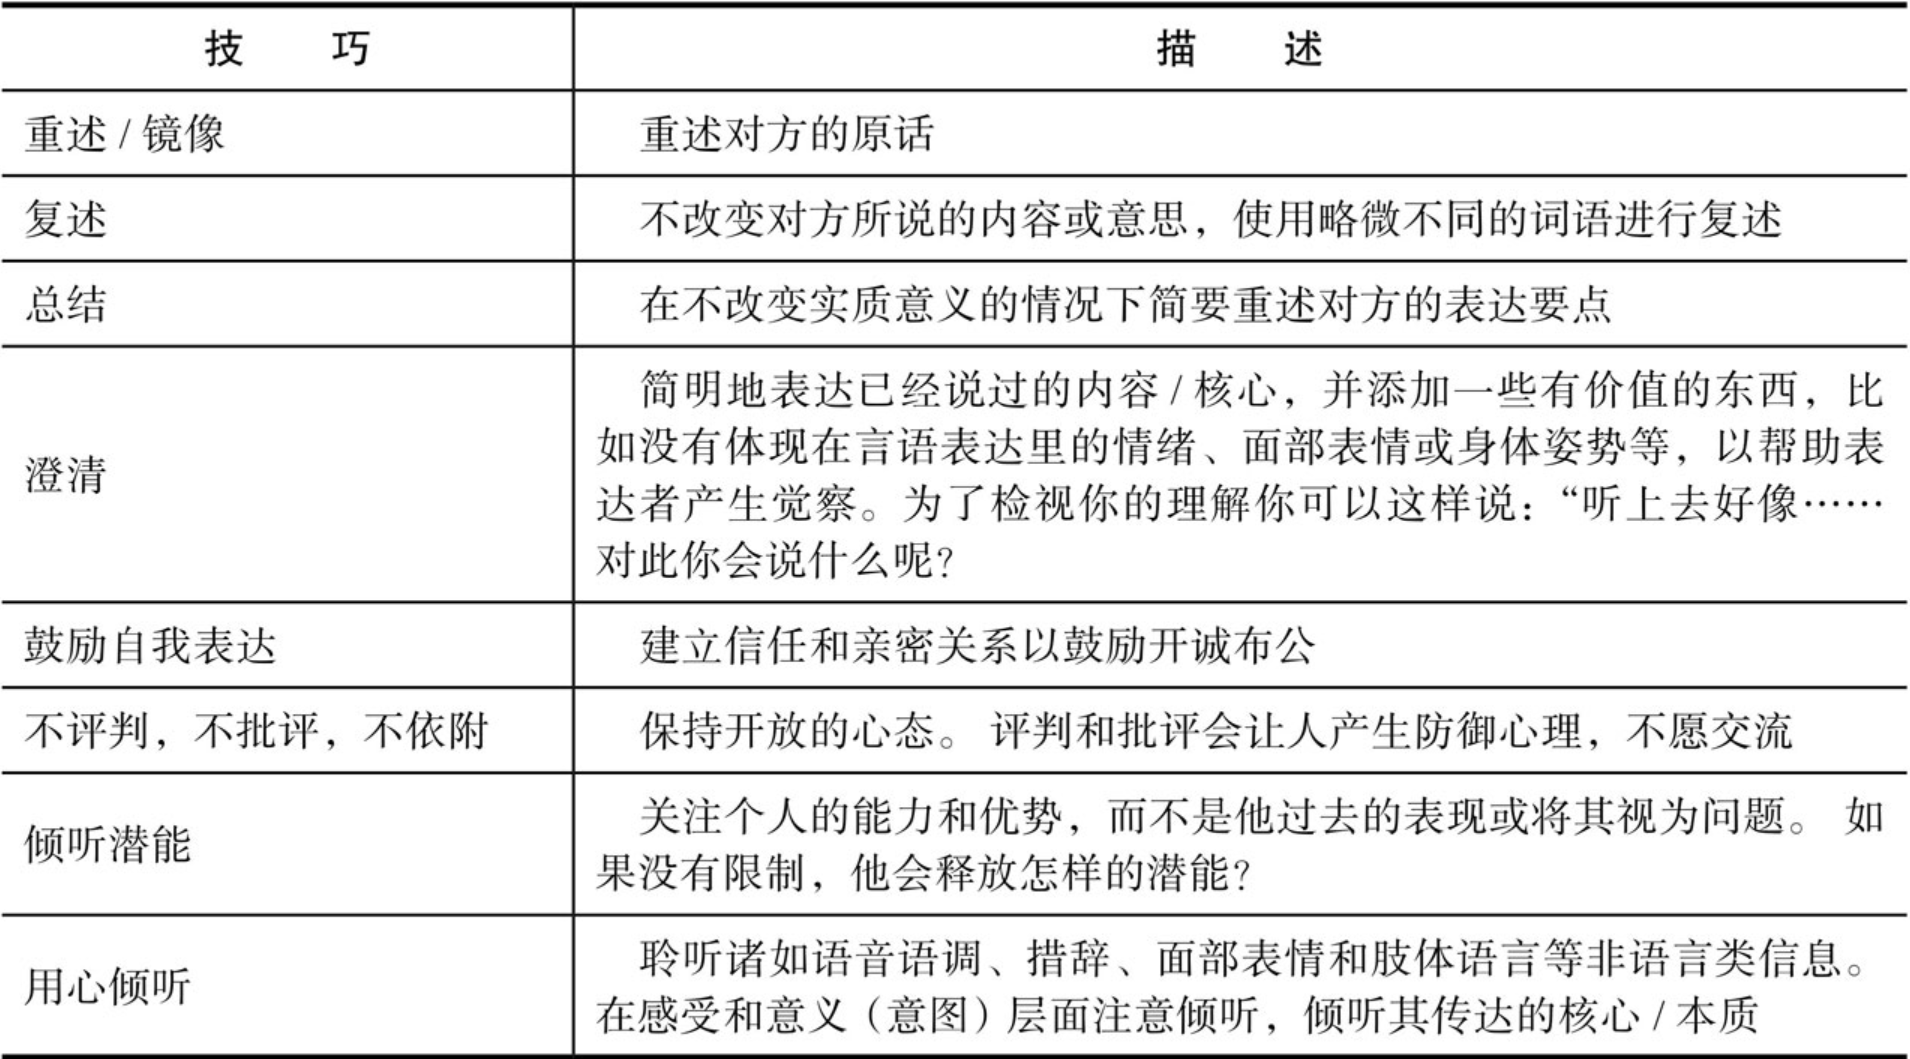 技 巧
描 述
重述 / 镜像
重述对方的原话
复述
不改变对方所说的内容或意思，使用略微不同的词语进行复述
总结
在不改变实质意义的情况下简要重述对方的表达要点
澄清
简明地表达已经说过的内容 / 核心，并添加一些有价值的东西，比
如没有体现在言语表达里的情绪、面部表情或身体姿势等，以帮助表
达者产生觉察。为了检视你的理解你可以这样说：“听上去好像……
对此你会说什么呢？
鼓励自我表达
建立信任和亲密关系以鼓励开诚布公
不评判，不批评，不依附
保持开放的心态。 评判和批评会让人产生防御心理，不愿交流
倾听潜能
关注个人的能力和优势，而不是他过去的表现或将其视为问题。 如
果没有限制，他会释放怎样的潜能？
用心倾听
聆听诸如语音语调、措辞、面部表情和肢体语言等非语言类信息。
在感受和意义（意图）层面注意倾听，倾听其传达的核心 / 本质